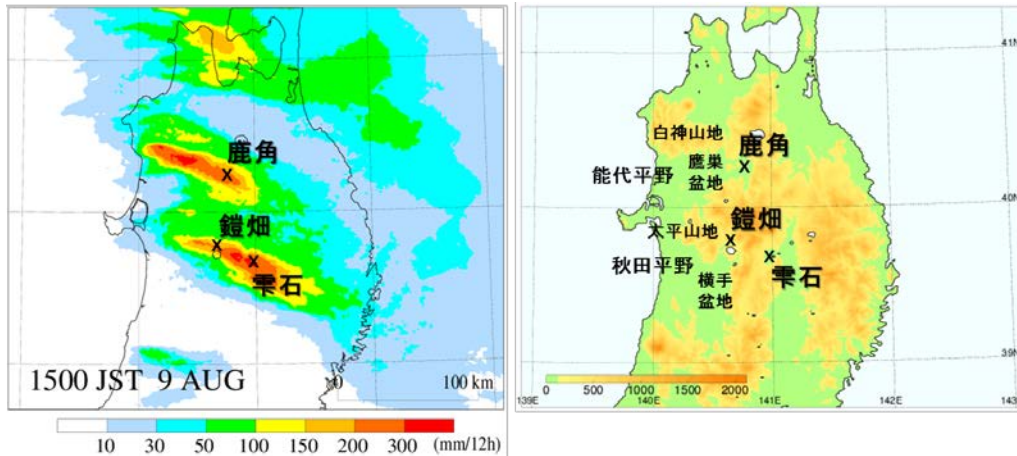 鹿角
鎧畑
雫石
1500 JST 9 AUG
0 100 km
10 30 50 100 150 200 300 (mm/12h)
41N
白神山地
鹿角
鷹巣
盆地
能代平野
40N
鎧畑
太平山地
秋田平野
雫石
横手
盆地
39N
0 500 1000 1500 2000
139E 140E 141E 142E 143